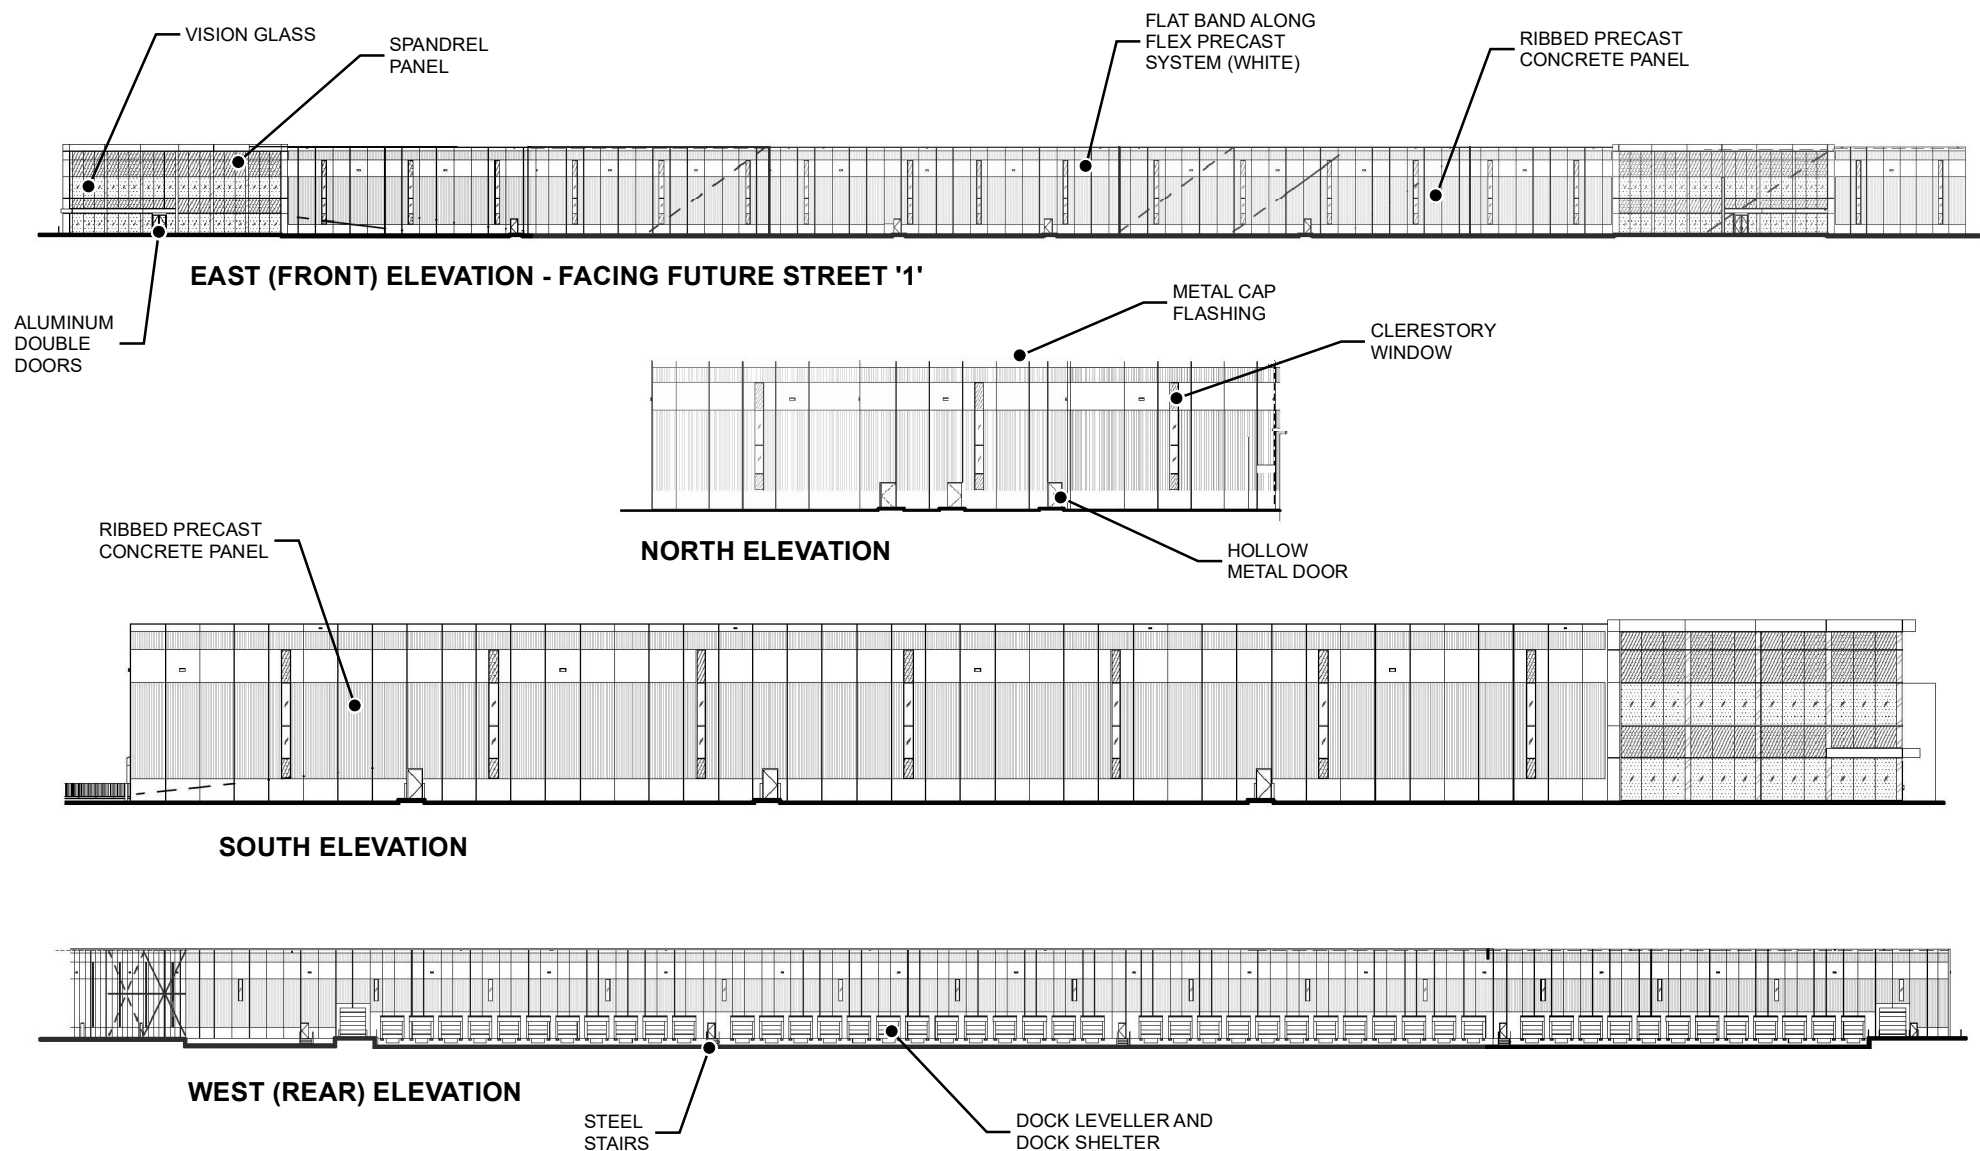 VISION GLASS
SPANDREL
PANEL
FLAT BAND ALONG
FLEX PRECAST
SYSTEM (WHITE)
RIBBED PRECAST
CONCRETE PANEL
EAST (FRONT) ELEVATION - FACING FUTURE STREET '1'
ALUMINUM
DOUBLE
DOORS
METAL CAP
FLASHING
CLERESTORY
WINDOW
NORTH ELEVATION
HOLLOW
METAL DOOR
RIBBED PRECAST
CONCRETE PANEL
SOUTH ELEVATION
WEST (REAR) ELEVATION
STEEL
STAIRS
DOCK LEVELLER AND
DOCK SHELTER